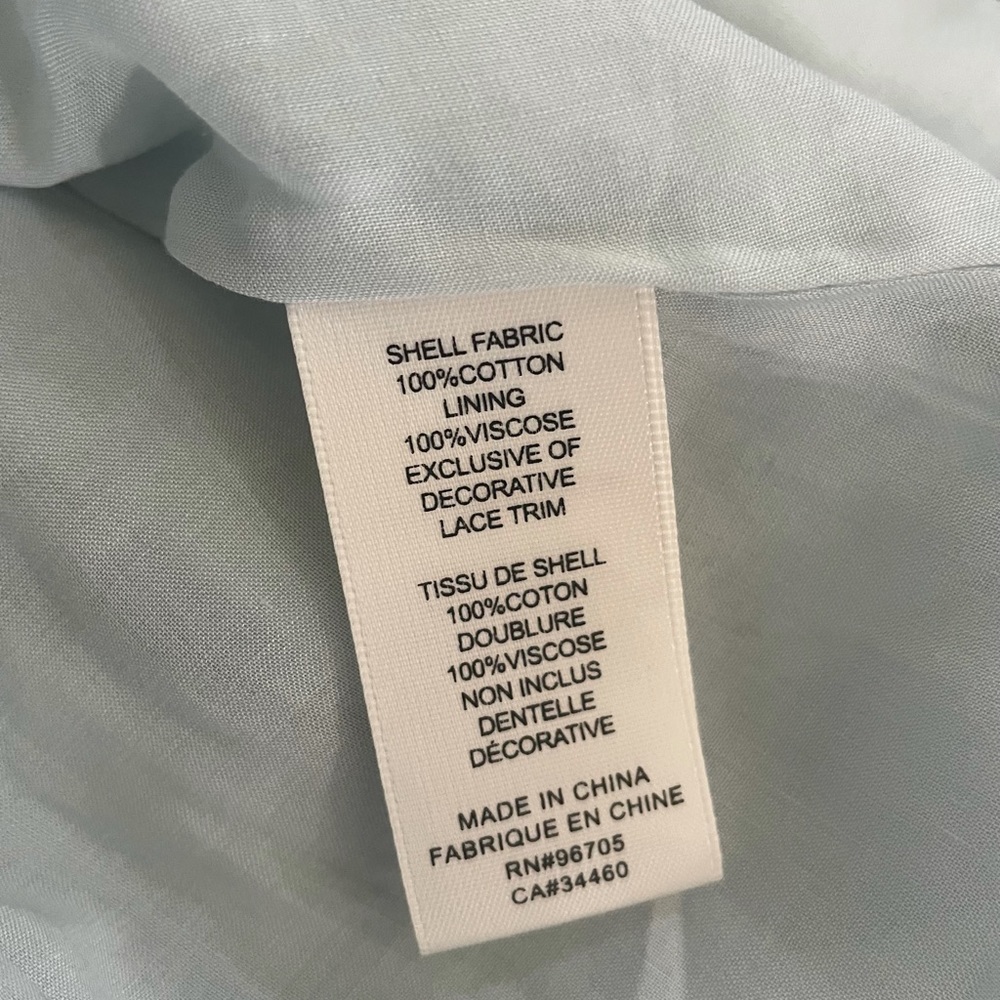 SHELL FABRIC
100%COTTON
LINING
100%VISCOSE
EXCLUSIVE OF
DECORATIVE
LACE TRIM
TISSU DE SHELL
100%COTON
DOUBLURE
100%VISCOSE
NON INCLUS
DENTELLE
DÉCORATIVE
MADE IN CHINA
FABRIQUE EN CHINE
RN#96705
CA#34460